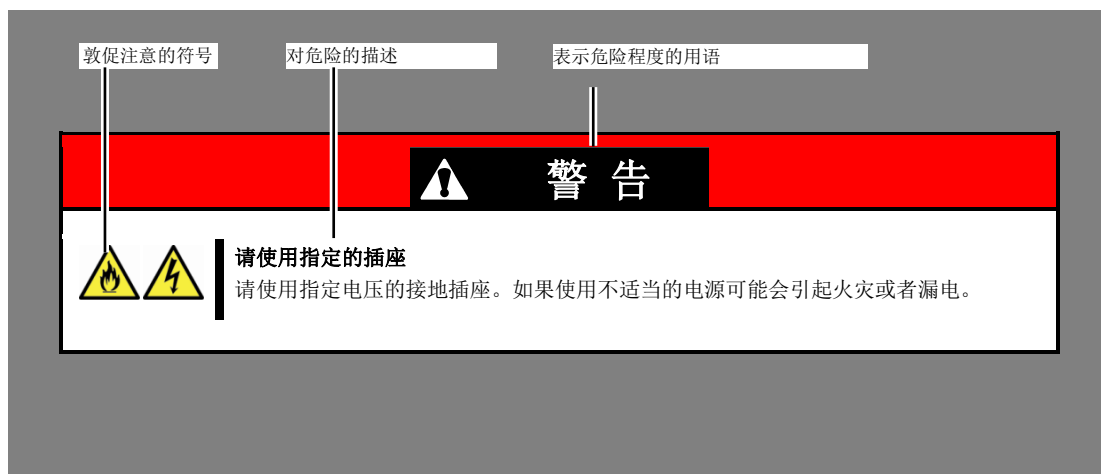 敦促注意的符号 对危险的描述 表示危险程度的用语
警告
请使用指定的插座
请使用指定电压的接地插座。如果使用不适当的电源可能会引起火灾或者漏电。